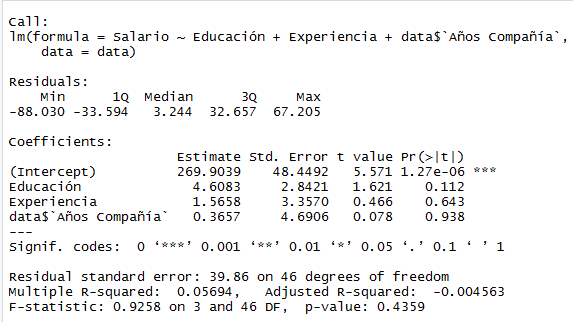 Call:
lm(formula = Salario ~ Educación + Experiencia + data$`Años Compañía`,
    data = data)
Residuals:
    Min      1Q  Median      3Q     Max
-88.030 -33.594   3.244  32.657  67.205
Coefficients:
                     Estimate Std. Error t value Pr(>|t|)
(Intercept)          269.9039    48.4492   5.571 1.27e-06 ***
Educación              4.6083     2.8421   1.621    0.112
Experiencia            1.5658     3.3570   0.466    0.643
data$`Años Compañía`   0.3657     4.6906   0.078    0.938
---
Signif. codes:  0 ‘***’ 0.001 ‘**’ 0.01 ‘*’ 0.05 ‘.’ 0.1 ‘ ’ 1
Residual standard error: 39.86 on 46 degrees of freedom
Multiple R-squared:  0.05694,	Adjusted R-squared:  -0.004563
F-statistic: 0.9258 on 3 and 46 DF,  p-value: 0.4359